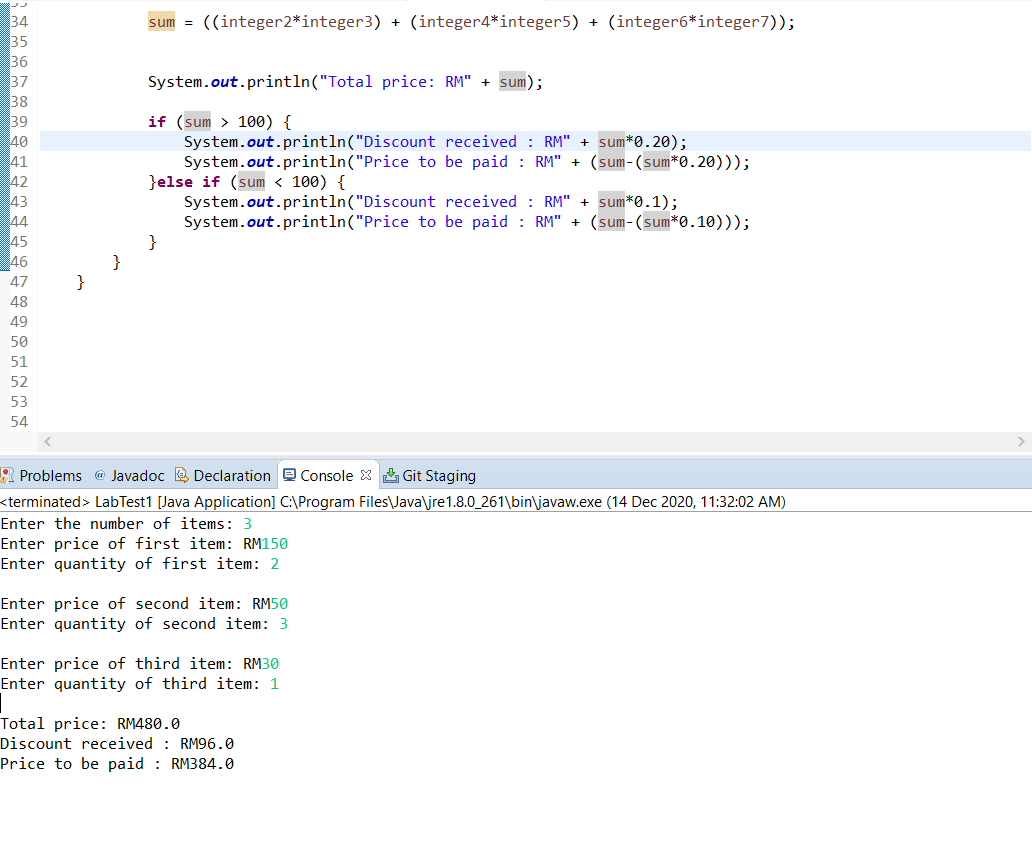 34 sum = ((integer2*integer3) + (integer4*integer5) + (integer6*integer7));
35
36
37 System.out.println("Total price: RM" + sum);
38
39 if (sum > 100) {
40 System.out.println("Discount received : RM" + sum*0.20);
41 System.out.println("Price to be paid : RM" + (sum-(sum*0.20)));
42 }else if (sum < 100) {
43 System.out.println("Discount received : RM" + sum*0.1);
44 System.out.println("Price to be paid : RM" + (sum-(sum*0.10)));
45 }
46 }
47 }
48
49
50
51
52
53
54
Problems @ Javadoc Declaration Console Git Staging
<terminated> LabTest1 [Java Application] C:\Program Files\Java\jre1.8.0_261\bin\javaw.exe (14 Dec 2020, 11:32:02 AM)
Enter the number of items: 3
Enter price of first item: RM150
Enter quantity of first item: 2
Enter price of second item: RM50
Enter quantity of second item: 3
Enter price of third item: RM30
Enter quantity of third item: 1
Total price: RM480.0
Discount received : RM96.0
Price to be paid : RM384.0